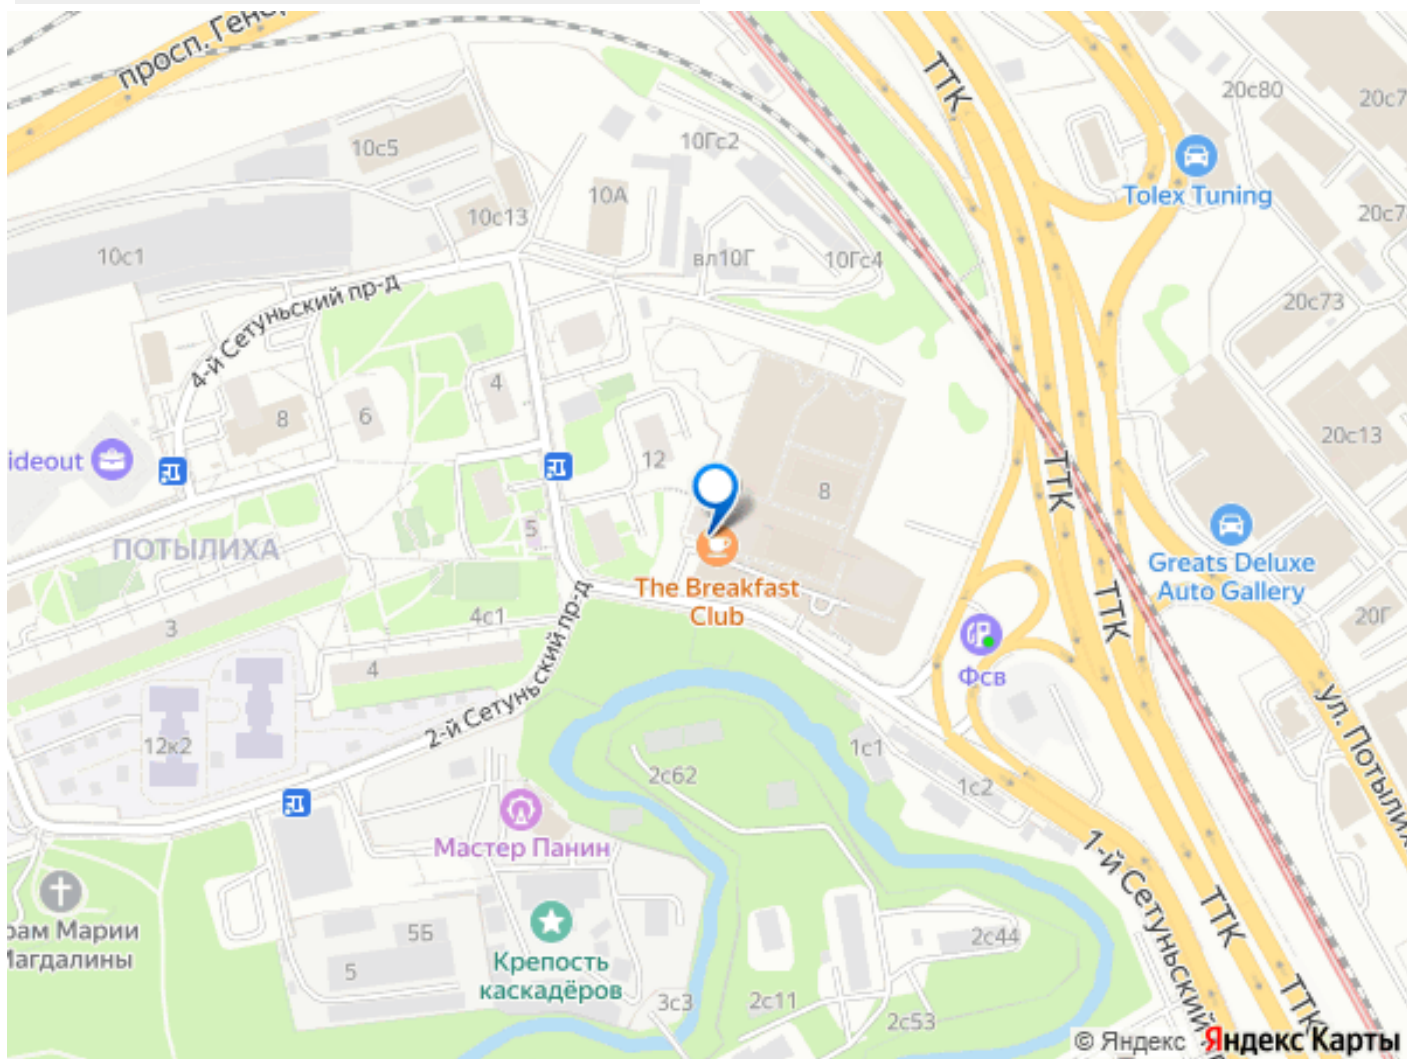 просп. Генер
ТТК
20с80
20с7
10с5
10Гс2
Tolex Tuning
10А
10с13
20с7
10с1
вл10Г
10Гс4
4-й Сетуньский пр-д
20с73
4
6
8
20с13
ideout
12
8
ТТК
ПОТЫЛИХА
5
The Breakfast
Club
Greats Deluxe
Auto Gallery
ТТК
3
4с1
20Г
4
Фсв
2-й Сетуньский пр-д
ул. Потылих
12к2
1с1
2с62
1с2
Мастер Панин
1-й Сетуньский
рам Марии
Магдалины
5Б
5
Крепость
каскадёров
2с44
ТТК
3с3
2с11
2с53
ТТК
© Яндекс Яндекс Карты